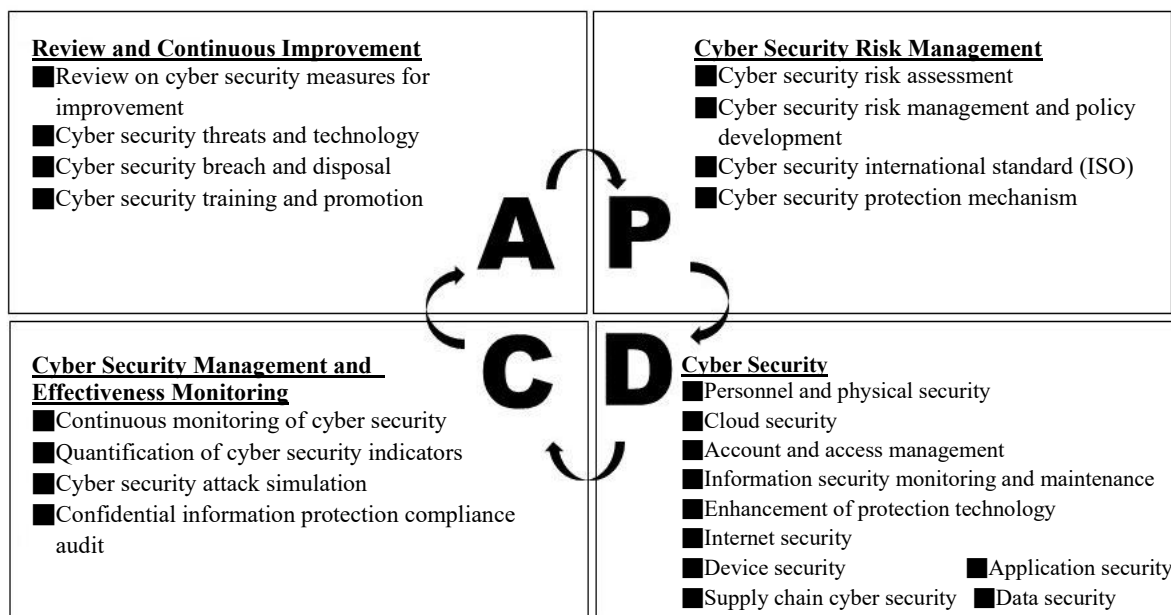 Review and Continuous Improvement
■Review on cyber security measures for
improvement
■Cyber security threats and technology
■Cyber security breach and disposal
■Cyber security training and promotion
A
Cyber Security Risk Management
■Cyber security risk assessment
■Cyber security risk management and policy
development
■Cyber security international standard (ISO)
■Cyber security protection mechanism
P
Cyber Security Management and
Effectiveness Monitoring
■Continuous monitoring of cyber security
■Quantification of cyber security indicators
■Cyber security attack simulation
■Confidential information protection compliance
audit
C
D
Cyber Security
■Personnel and physical security
■Cloud security
■Account and access management
■Information security monitoring and maintenance
■Enhancement of protection technology
■Internet security
■Device security ■Application security
■Supply chain cyber security ■Data security